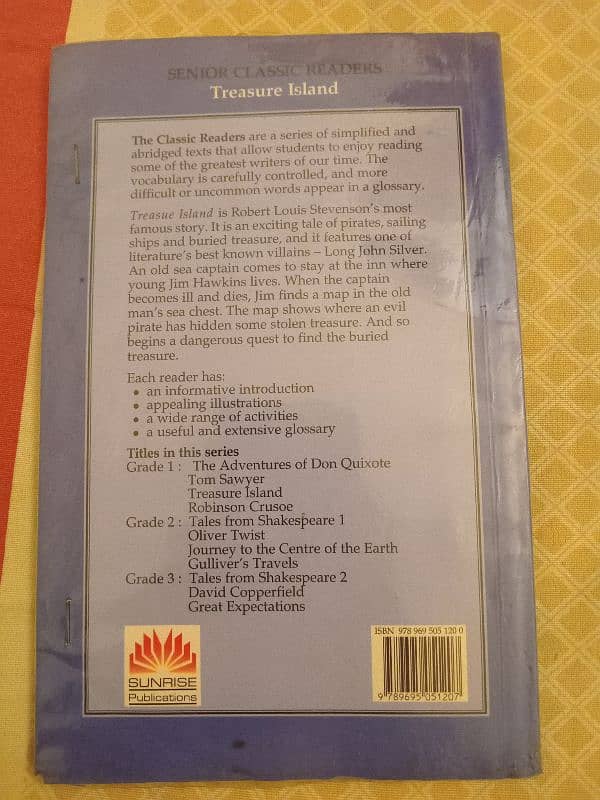 SENIOR CLASSIC READERS
Treasure Island
The Classic Readers are a series of simplified and
abridged texts that allow students to enjoy reading
some of the greatest writers of our time. The
vocabulary is carefully controlled, and more
difficult or uncommon words appear in a glossary.
Treasue Island is Robert Louis Stevenson's most
famous story. It is an exciting tale of pirates, sailing
ships and buried treasure, and it features one of
literature's best known villains – Long John Silver.
An old sea captain comes to stay at the inn where
young Jim Hawkins lives. When the captain
becomes ill and dies, Jim finds a map in the old
man's sea chest. The map shows where an evil
pirate has hidden some stolen treasure. And so
begins a dangerous quest to find the buried
treasure.
Each reader has:
• an informative introduction
• appealing illustrations
• a wide range of activities
• a useful and extensive glossary
Titles in this series
Grade 1 : The Adventures of Don Quixote
Tom Sawyer
Treasure Island
Robinson Crusoe
Grade 2 : Tales from Shakespeare 1
Oliver Twist
Journey to the Centre of the Earth
Gulliver's Travels
Grade 3 : Tales from Shakespeare 2
David Copperfield
Great Expectations
SUNRISE
Publications
ISBN 978 969 505 120 0
9 789695 051207